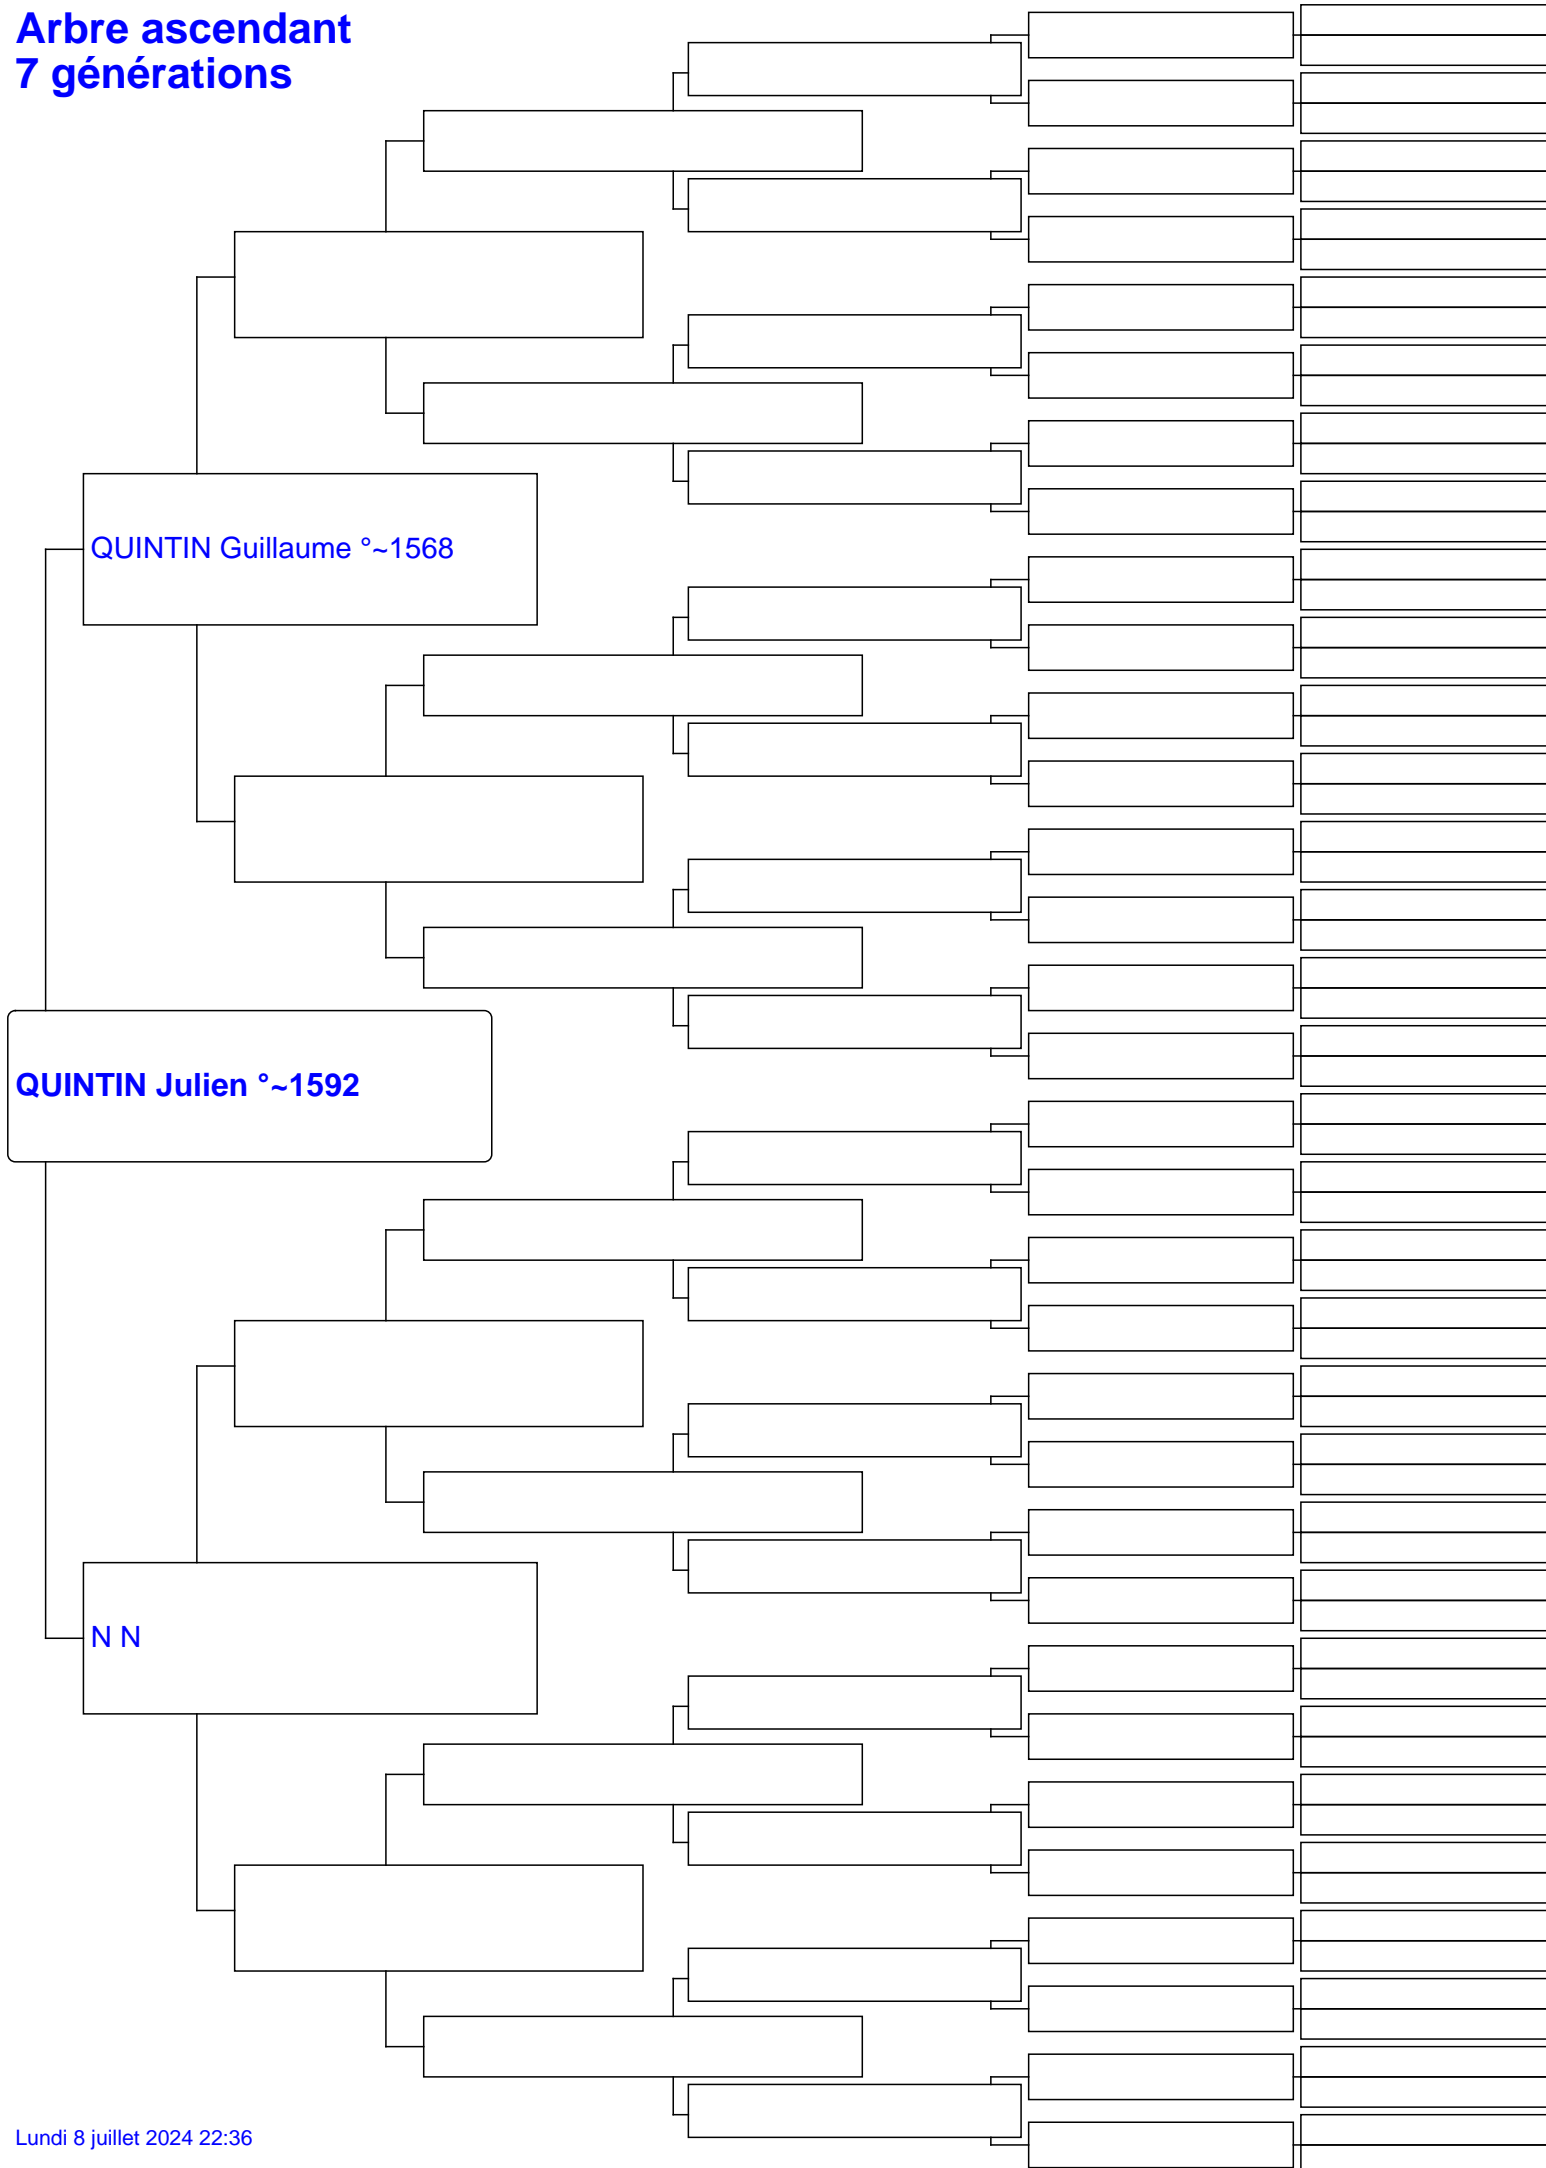 Arbre ascendant
7 générations
QUINTIN Guillaume °~1568
QUINTIN Julien °~1592
N N
Lundi 8 juillet 2024 22:36